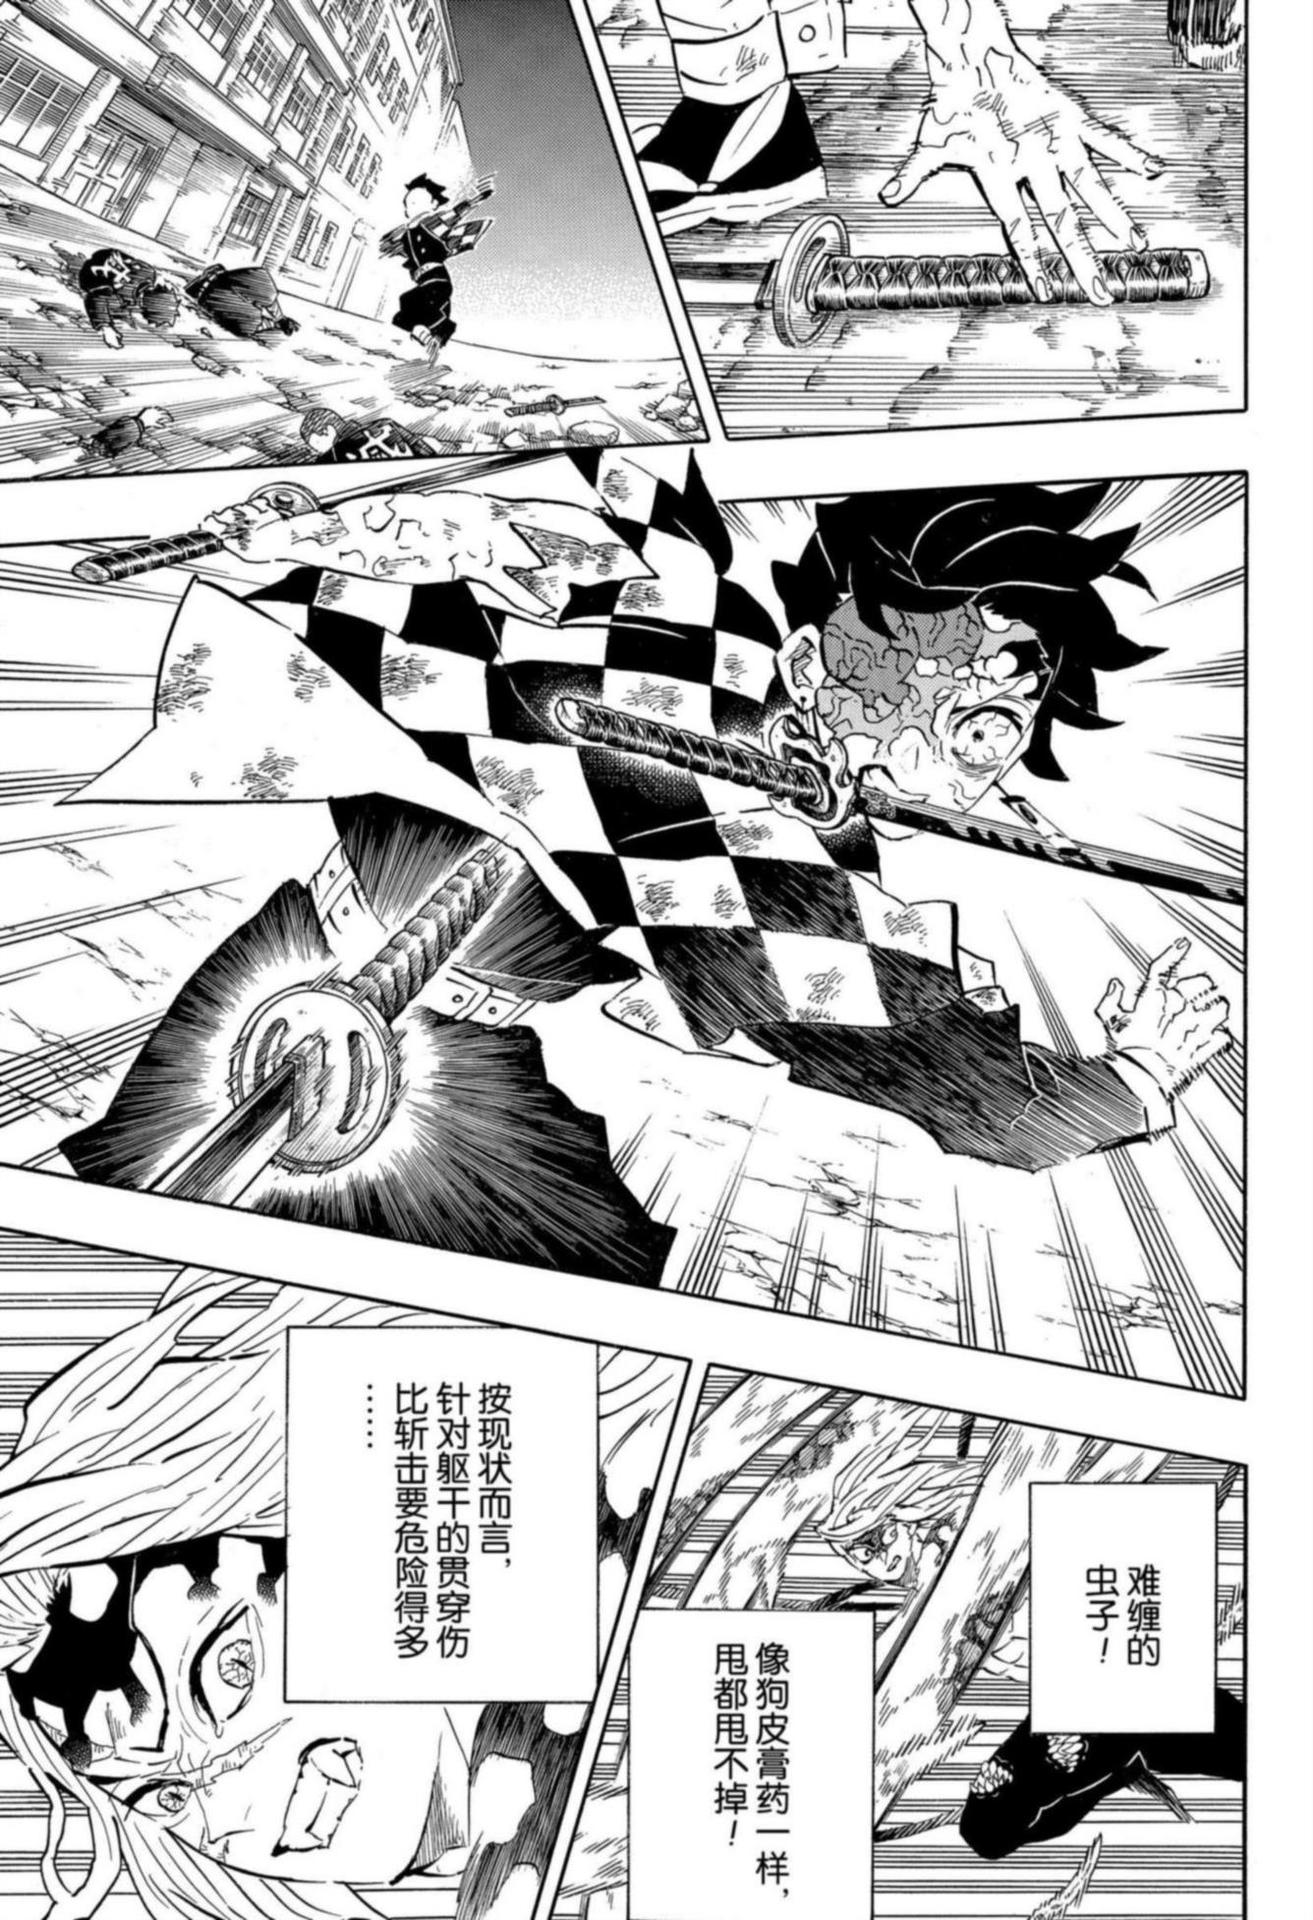 难缠的
虫子！
像狗皮膏药一样，
甩都甩不掉！
按现状而言，
针对躯干的贯穿伤
比斩击要危险得多
……
滅